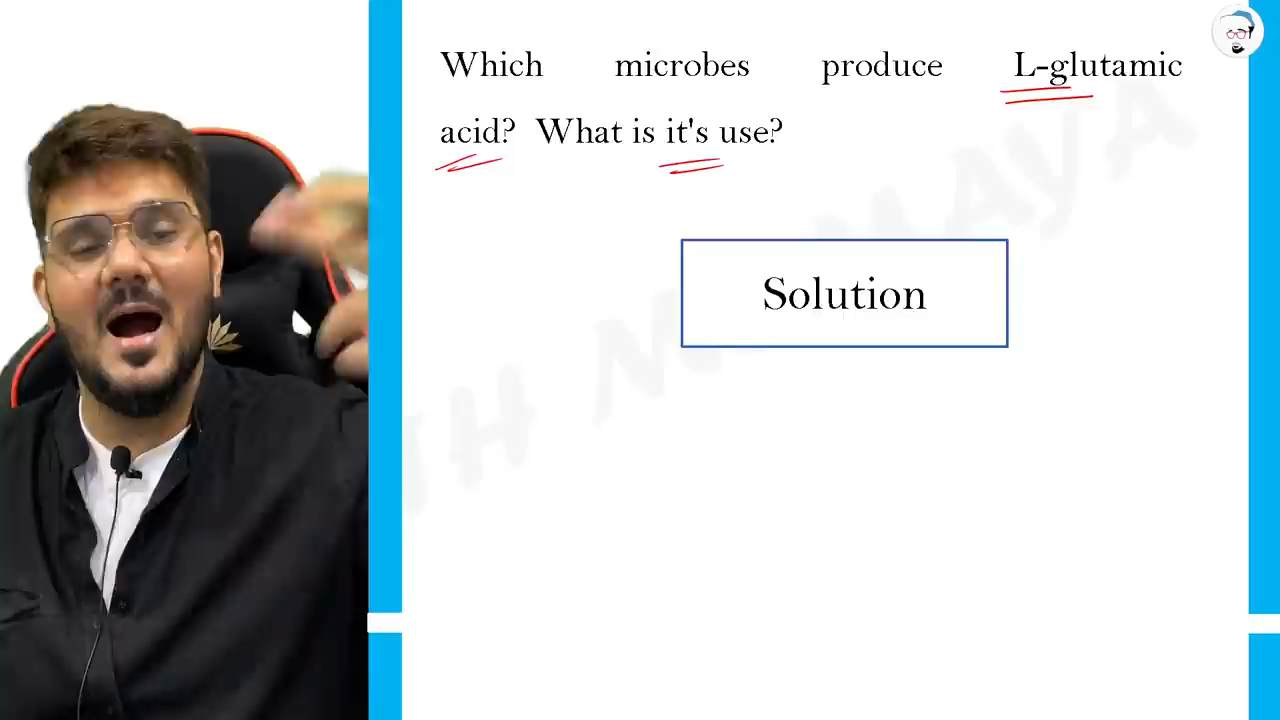 Which microbes produce L-glutamic
acid? What is it's use?
Solution